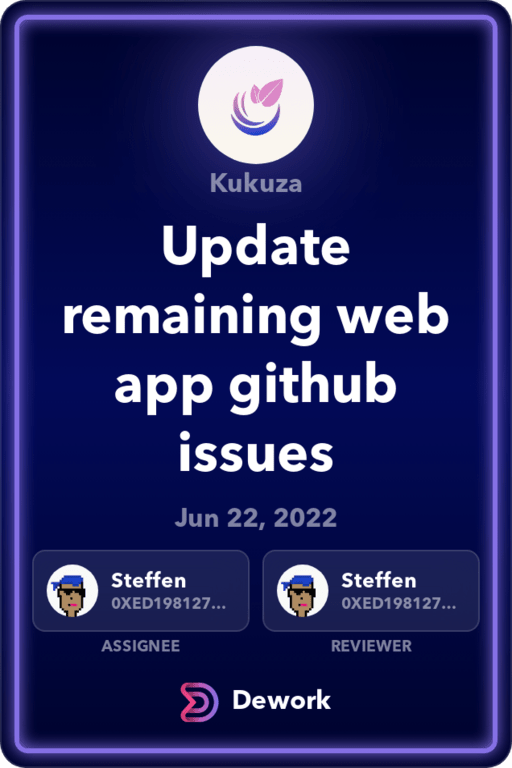 Kukuza
Update
remaining web
app github
issues
Jun 22, 2022
Steffen
0XED198127...
ASSIGNEE
Steffen
0XED198127...
REVIEWER
Dework